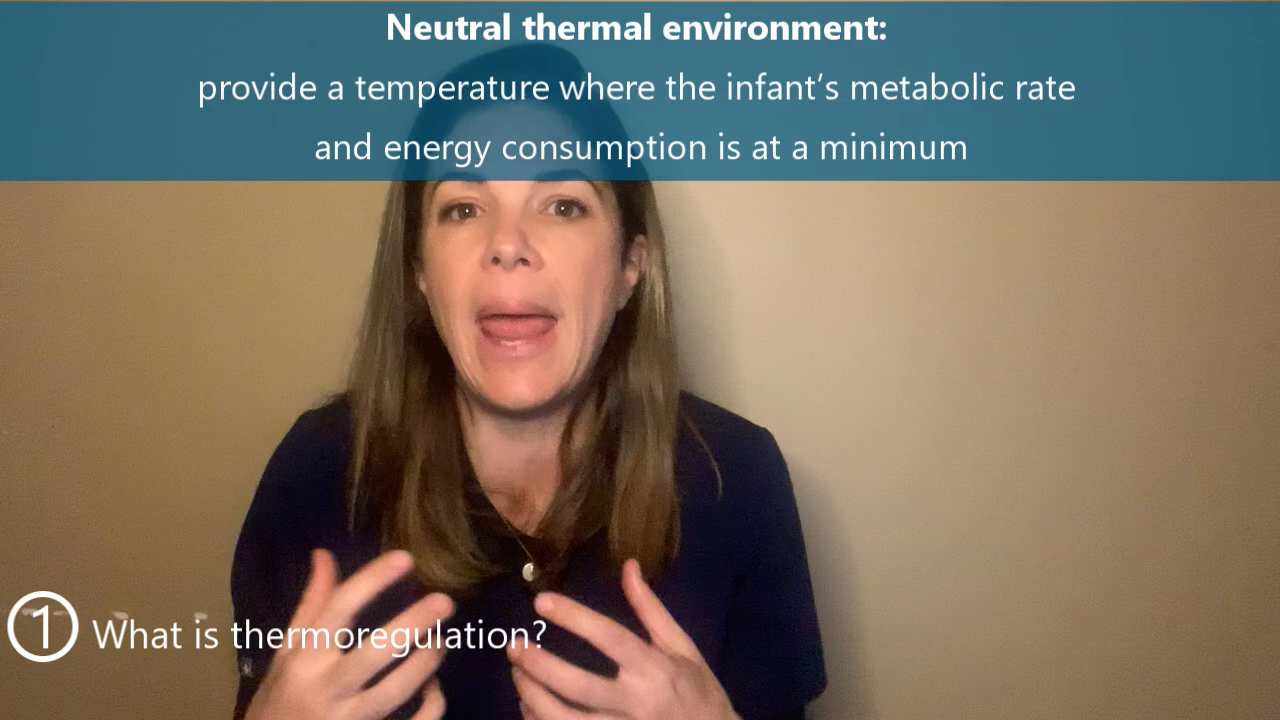 Neutral thermal environment:
provide a temperature where the infant’s metabolic rate
and energy consumption is at a minimum
1 What is thermoregulation?